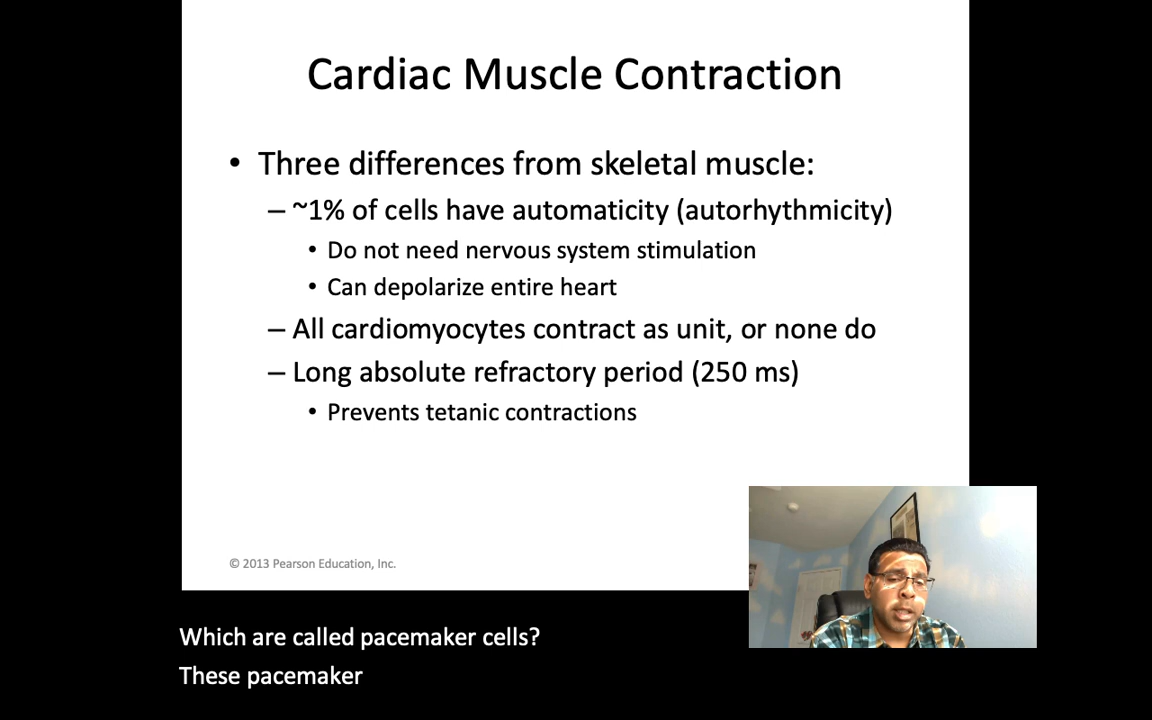 Cardiac Muscle Contraction
• Three differences from skeletal muscle:
– ~1% of cells have automaticity (autorhythmicity)
• Do not need nervous system stimulation
• Can depolarize entire heart
– All cardiomyocytes contract as unit, or none do
– Long absolute refractory period (250 ms)
• Prevents tetanic contractions
© 2013 Pearson Education, Inc.
Which are called pacemaker cells?
These pacemaker